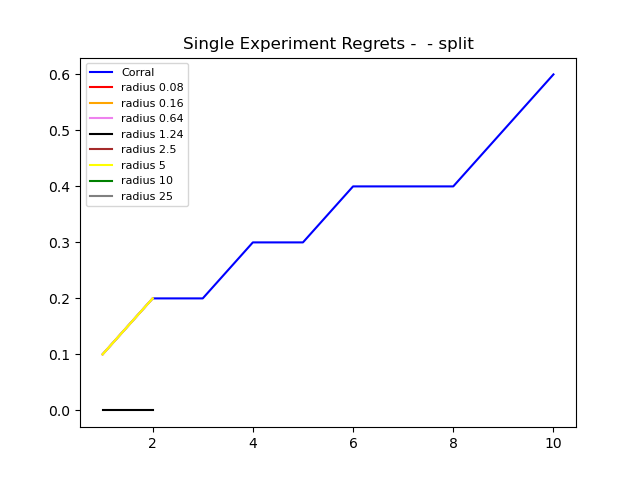 Single Experiment Regrets -  - split
Corral
radius 0.08
radius 0.16
radius 0.64
radius 1.24
radius 2.5
radius 5
radius 10
radius 25
0.6
0.5
0.4
0.3
0.2
0.1
0.0
2 4 6 8 10